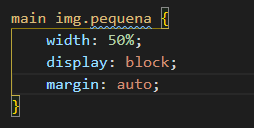 main img.pequena {
    width: 50%;
    display: block;
    margin: auto;
}